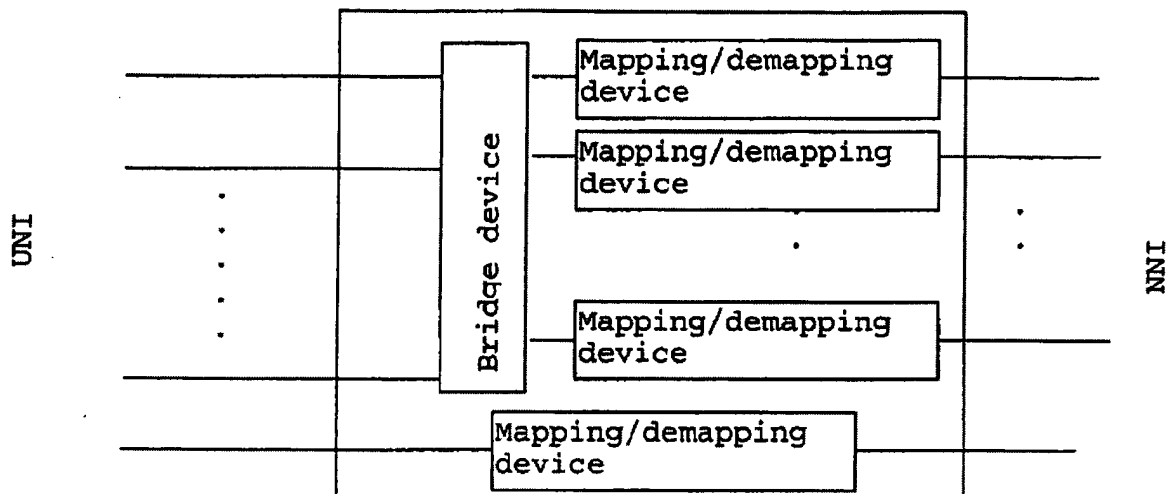 Mapping/demapping
device
Mapping/demapping
device
UNI
Bridge device
NNI
Mapping/demapping
device
Mapping/demapping
device